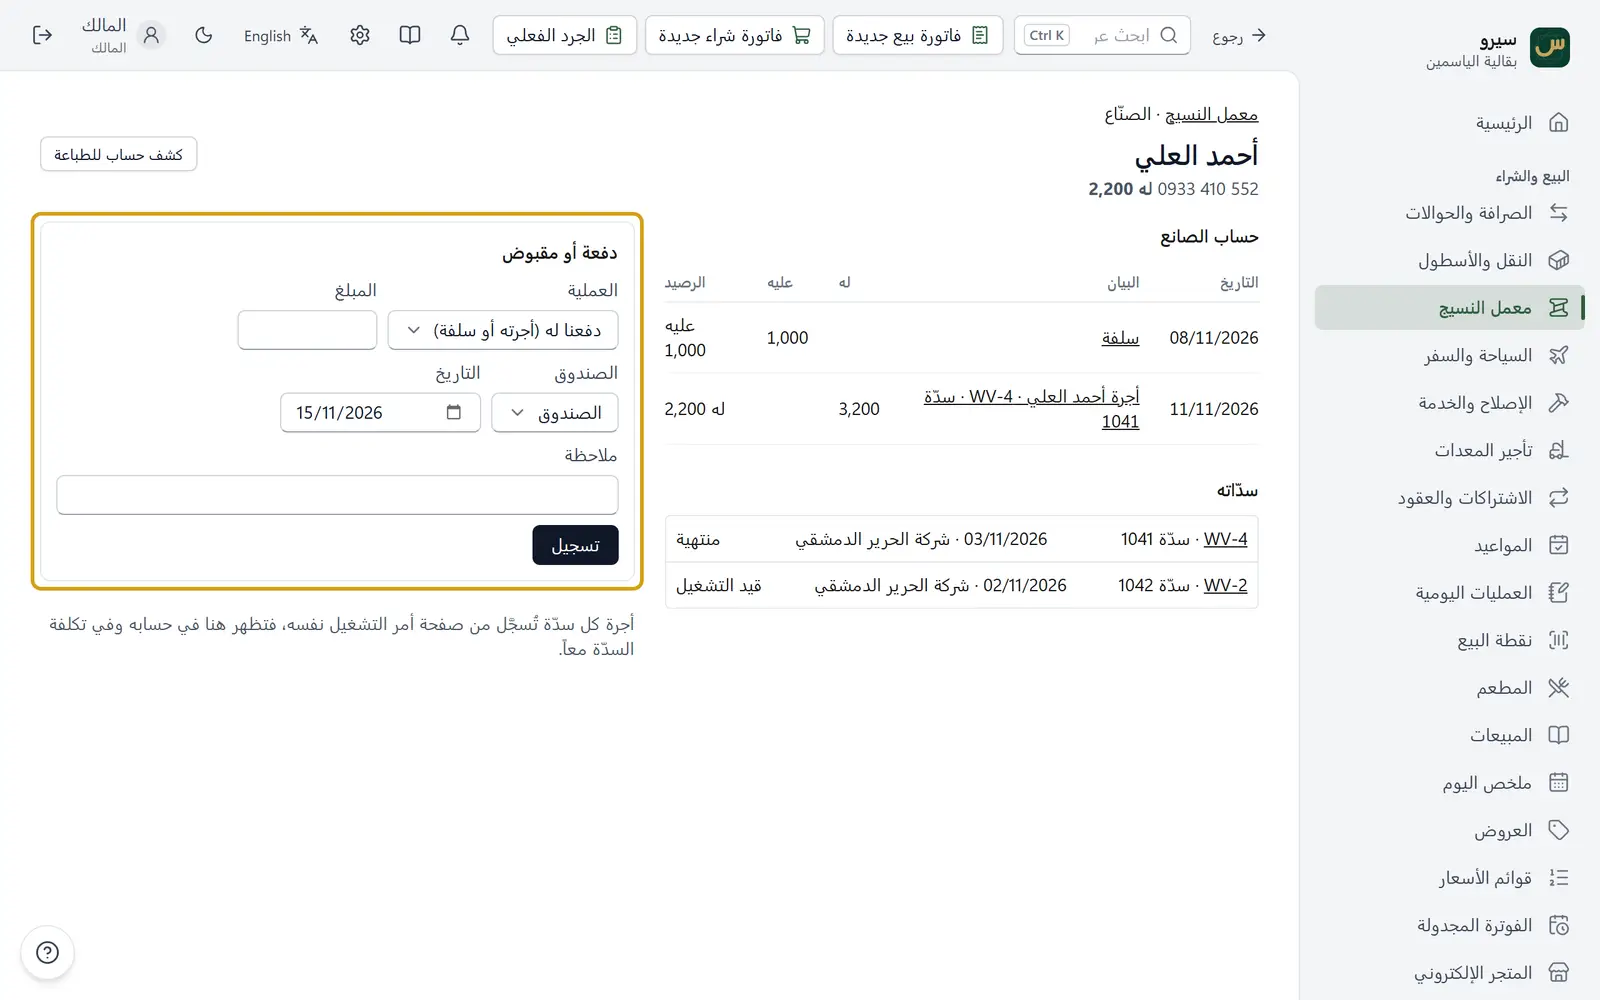 سيرو
بقالية الياسمين
رجوع
ابحث عر
Ctrl K
فاتورة بيع جديدة
فاتورة شراء جديدة
الجرد الفعلي
English
المالك
المالك
الرئيسية
البيع والشراء
الصرافة والحوالات
النقل والأسطول
معمل النسيج
السياحة والسفر
الإصلاح والخدمة
تأجير المعدات
الاشتراكات والعقود
المواعيد
العمليات اليومية
نقطة البيع
المطعم
المبيعات
ملخص اليوم
العروض
قوائم الأسعار
الفوترة المجدولة
المتجر الإلكتروني
معمل النسيج · الصنّاع
أحمد العلي
0933 410 552 له 2,200
كشف حساب للطباعة
حساب الصانع
التاريخ البيان له عليه الرصيد
08/11/2026 سلفة 1,000 عليه 1,000
11/11/2026 أجرة أحمد العلي · WV-4 · سدّة 1041 3,200 له 2,200
سدّاته
WV-4 · سدّة 1041 03/11/2026 · شركة الحرير الدمشقي منتهية
WV-2 · سدّة 1042 02/11/2026 · شركة الحرير الدمشقي قيد التشغيل
دفعة أو مقبوض
العملية المبلغ
دفعنا له (أجرته أو سلفة)
الصندوق التاريخ
الصندوق 15/11/2026
ملاحظة
تسجيل
أجرة كل سدّة تُسجَّل من صفحة أمر التشغيل نفسه، فتظهر هنا في حسابه وفي تكلفة
السدّة معاً.